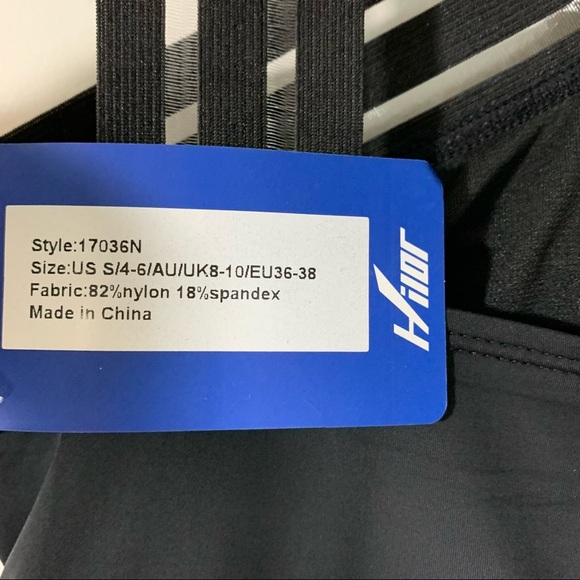 Style:17036N
Size:US S/4-6/AU/UK8-10/EU36-38
Fabric:82%nylon 18%spandex
Made in China
Hilor